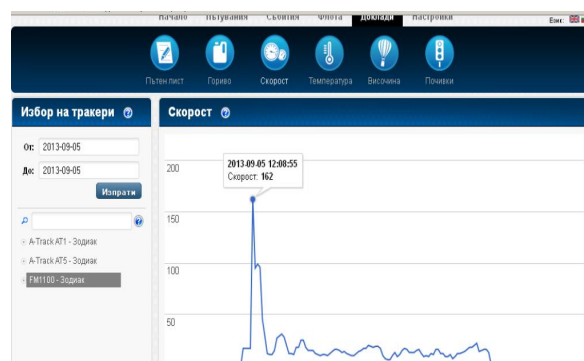 Начало Пътувания Събития Флота Доклади Настройки
Език:
Пътен лист Гориво Скорост Температура Височина Почивки
Избор на тракери
От: 2013-09-05
До: 2013-09-05
Изпрати
A-Track AT1 - Зодиак
A-Track AT5 - Зодиак
FM1100 - Зодиак
Скорост
200
2013-09-05 12:08:55
Скорост: 162
150
100
50